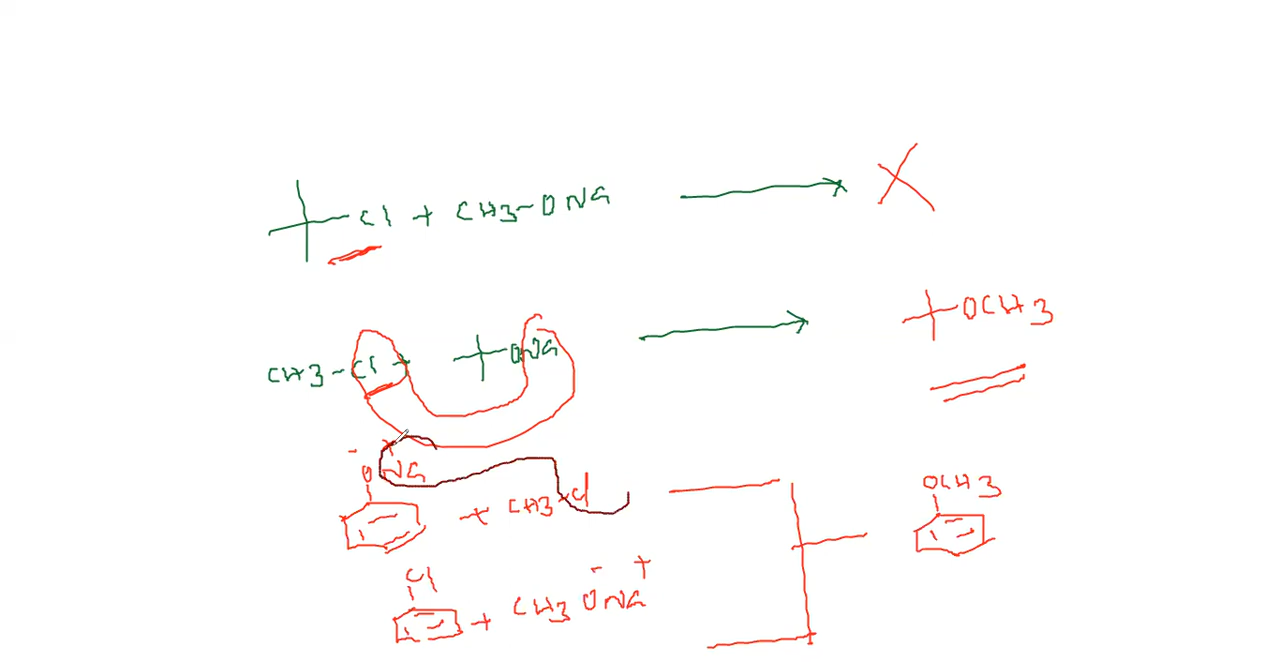 Cl + CH3-ONa
OCH3
CH3-Cl + ONa
- +
ONa
+ CH3-Cl
OCH3
Cl
- +
+ CH3ONa